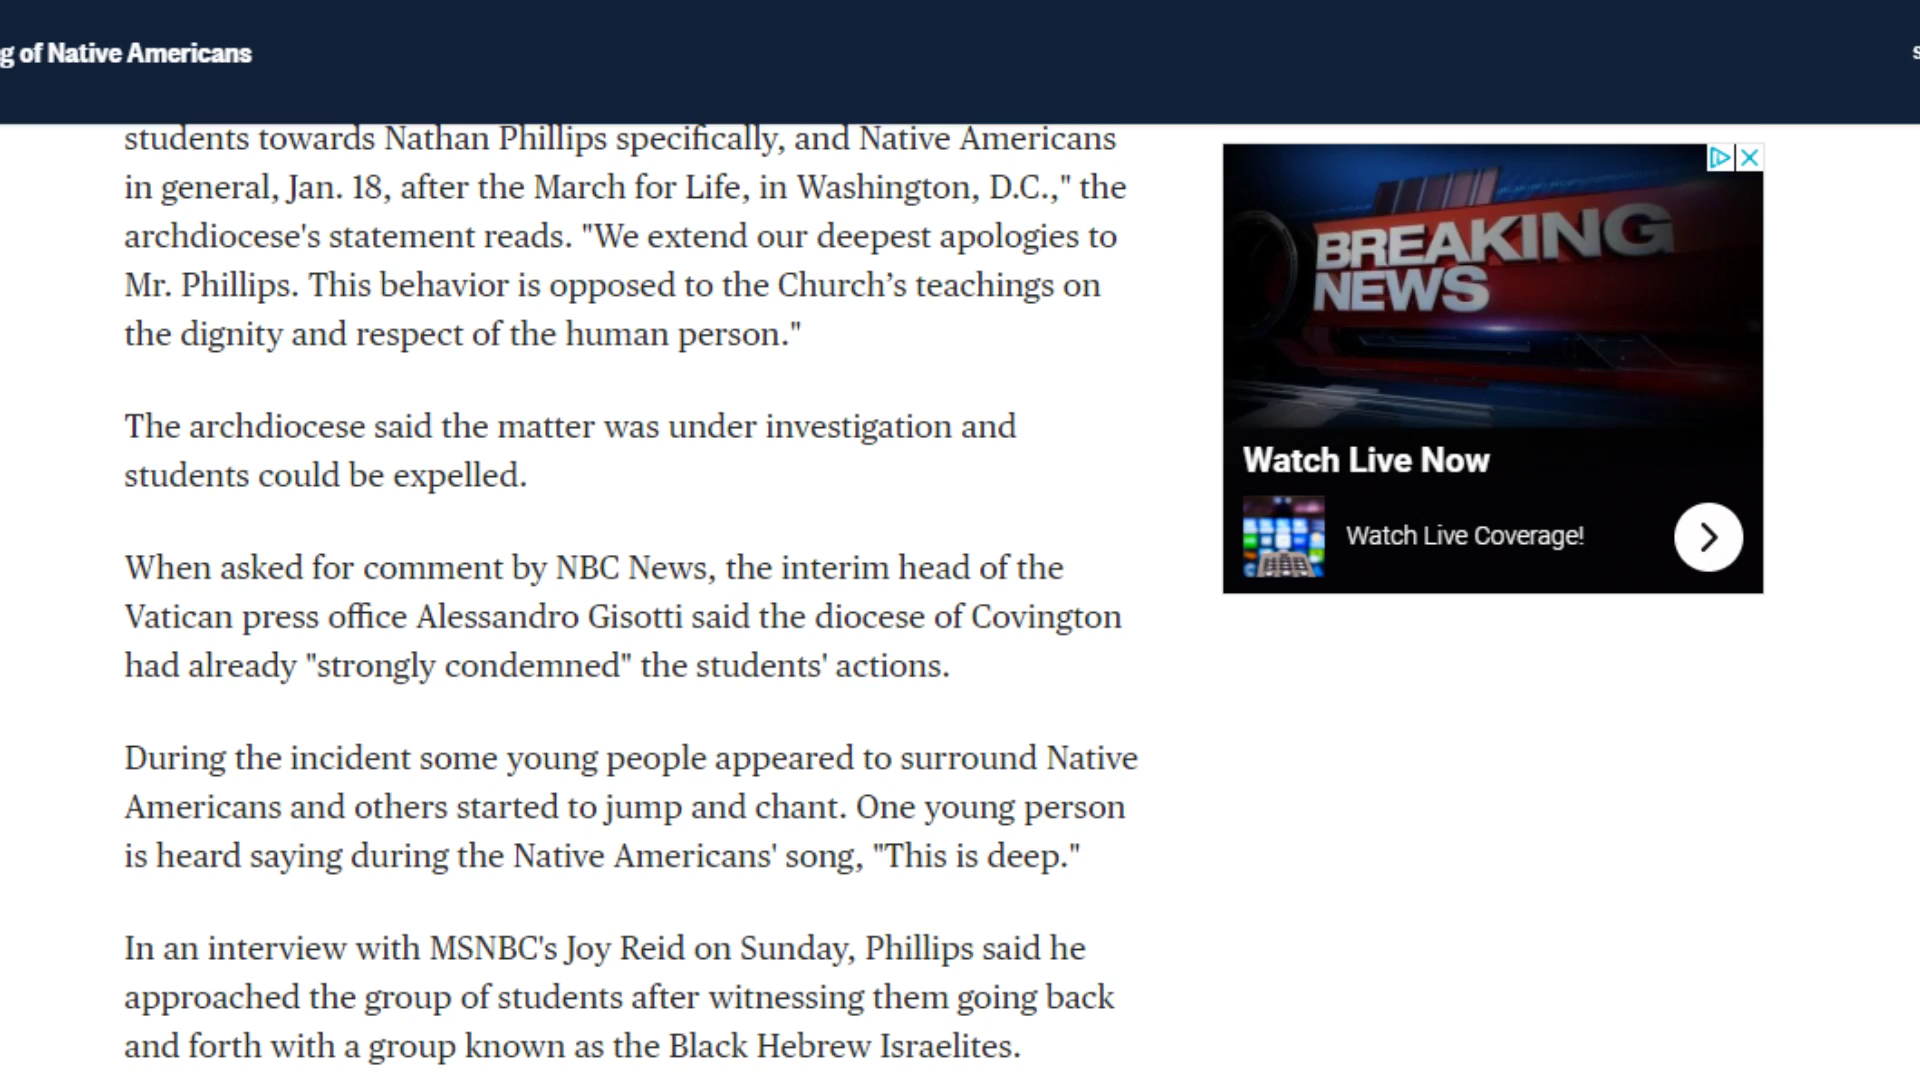 g of Native Americans
students towards Nathan Phillips specifically, and Native Americans
in general, Jan. 18, after the March for Life, in Washington, D.C.," the
archdiocese's statement reads. "We extend our deepest apologies to
Mr. Phillips. This behavior is opposed to the Church’s teachings on
the dignity and respect of the human person."
The archdiocese said the matter was under investigation and
students could be expelled.
When asked for comment by NBC News, the interim head of the
Vatican press office Alessandro Gisotti said the diocese of Covington
had already "strongly condemned" the students' actions.
During the incident some young people appeared to surround Native
Americans and others started to jump and chant. One young person
is heard saying during the Native Americans' song, "This is deep."
In an interview with MSNBC's Joy Reid on Sunday, Phillips said he
approached the group of students after witnessing them going back
and forth with a group known as the Black Hebrew Israelites.
BREAKING
NEWS
Watch Live Now
Watch Live Coverage!